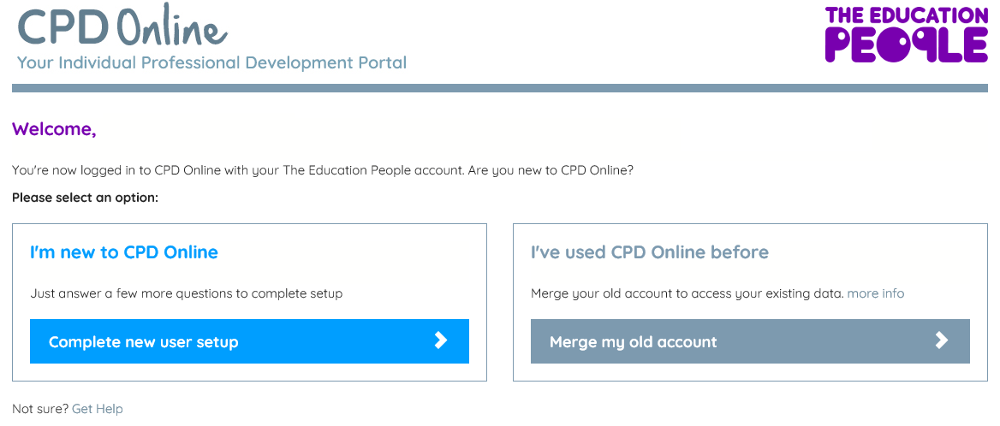 CPD Online
THE EDUCATION
PEOPLE
Your Individual Professional Development Portal
Welcome,
You're now logged in to CPD Online with your The Education People account. Are you new to CPD Online?
Please select an option:
I'm new to CPD Online
Just answer a few more questions to complete setup
Complete new user setup
I've used CPD Online before
Merge your old account to access your existing data. more info
Merge my old account
Not sure? Get Help